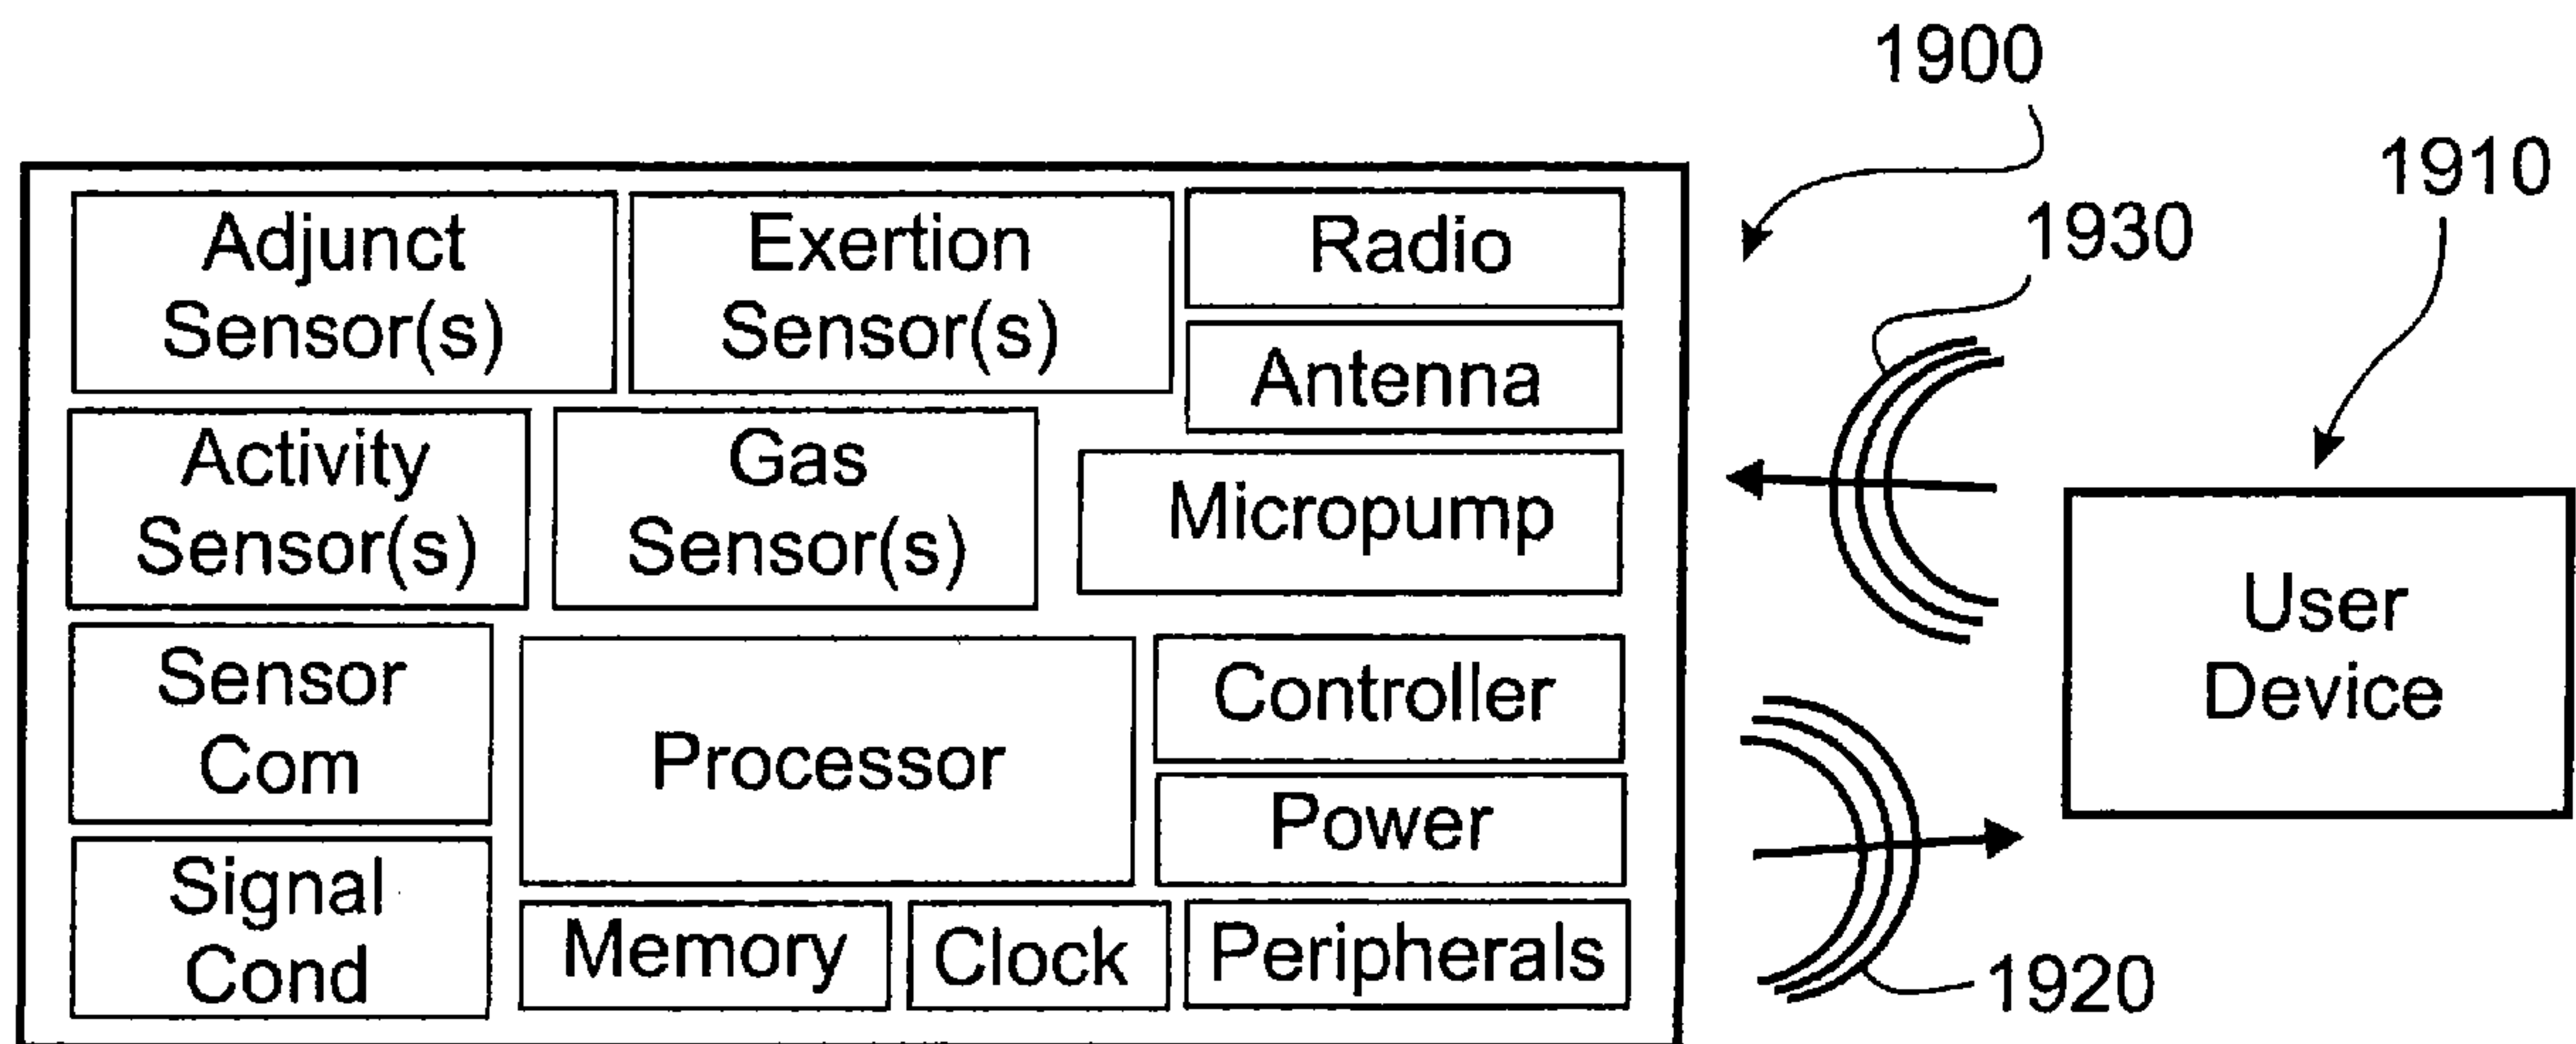 1900
1910
1930
Adjunct
Sensor(s)
Exertion
Sensor(s)
Radio
Antenna
Activity
Sensor(s)
Gas
Sensor(s)
Micropump
User
Device
Sensor
Com
Processor
Controller
Power
Signal
Cond
Memory
Clock
Peripherals
1920